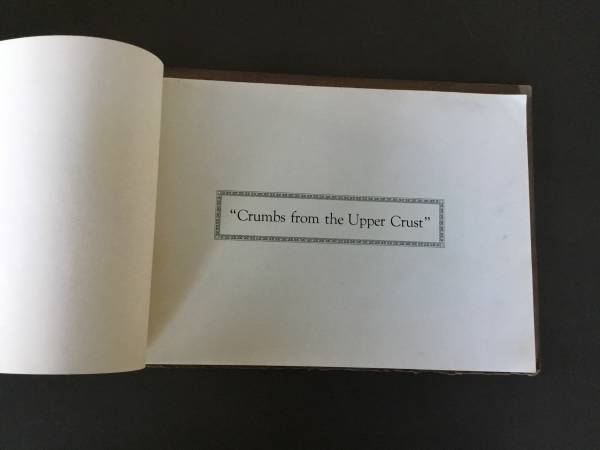 “Crumbs from the Upper Crust”